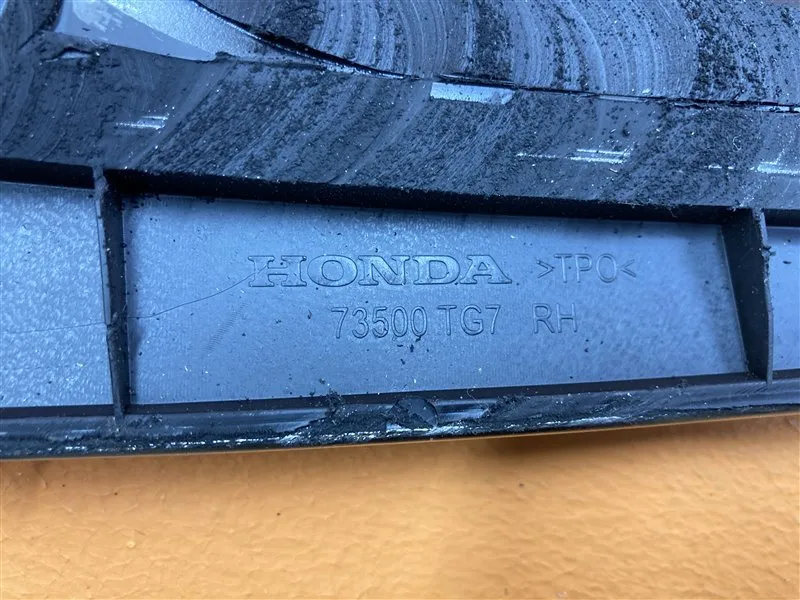 HONDA >TPO<
73500 TG7 RH